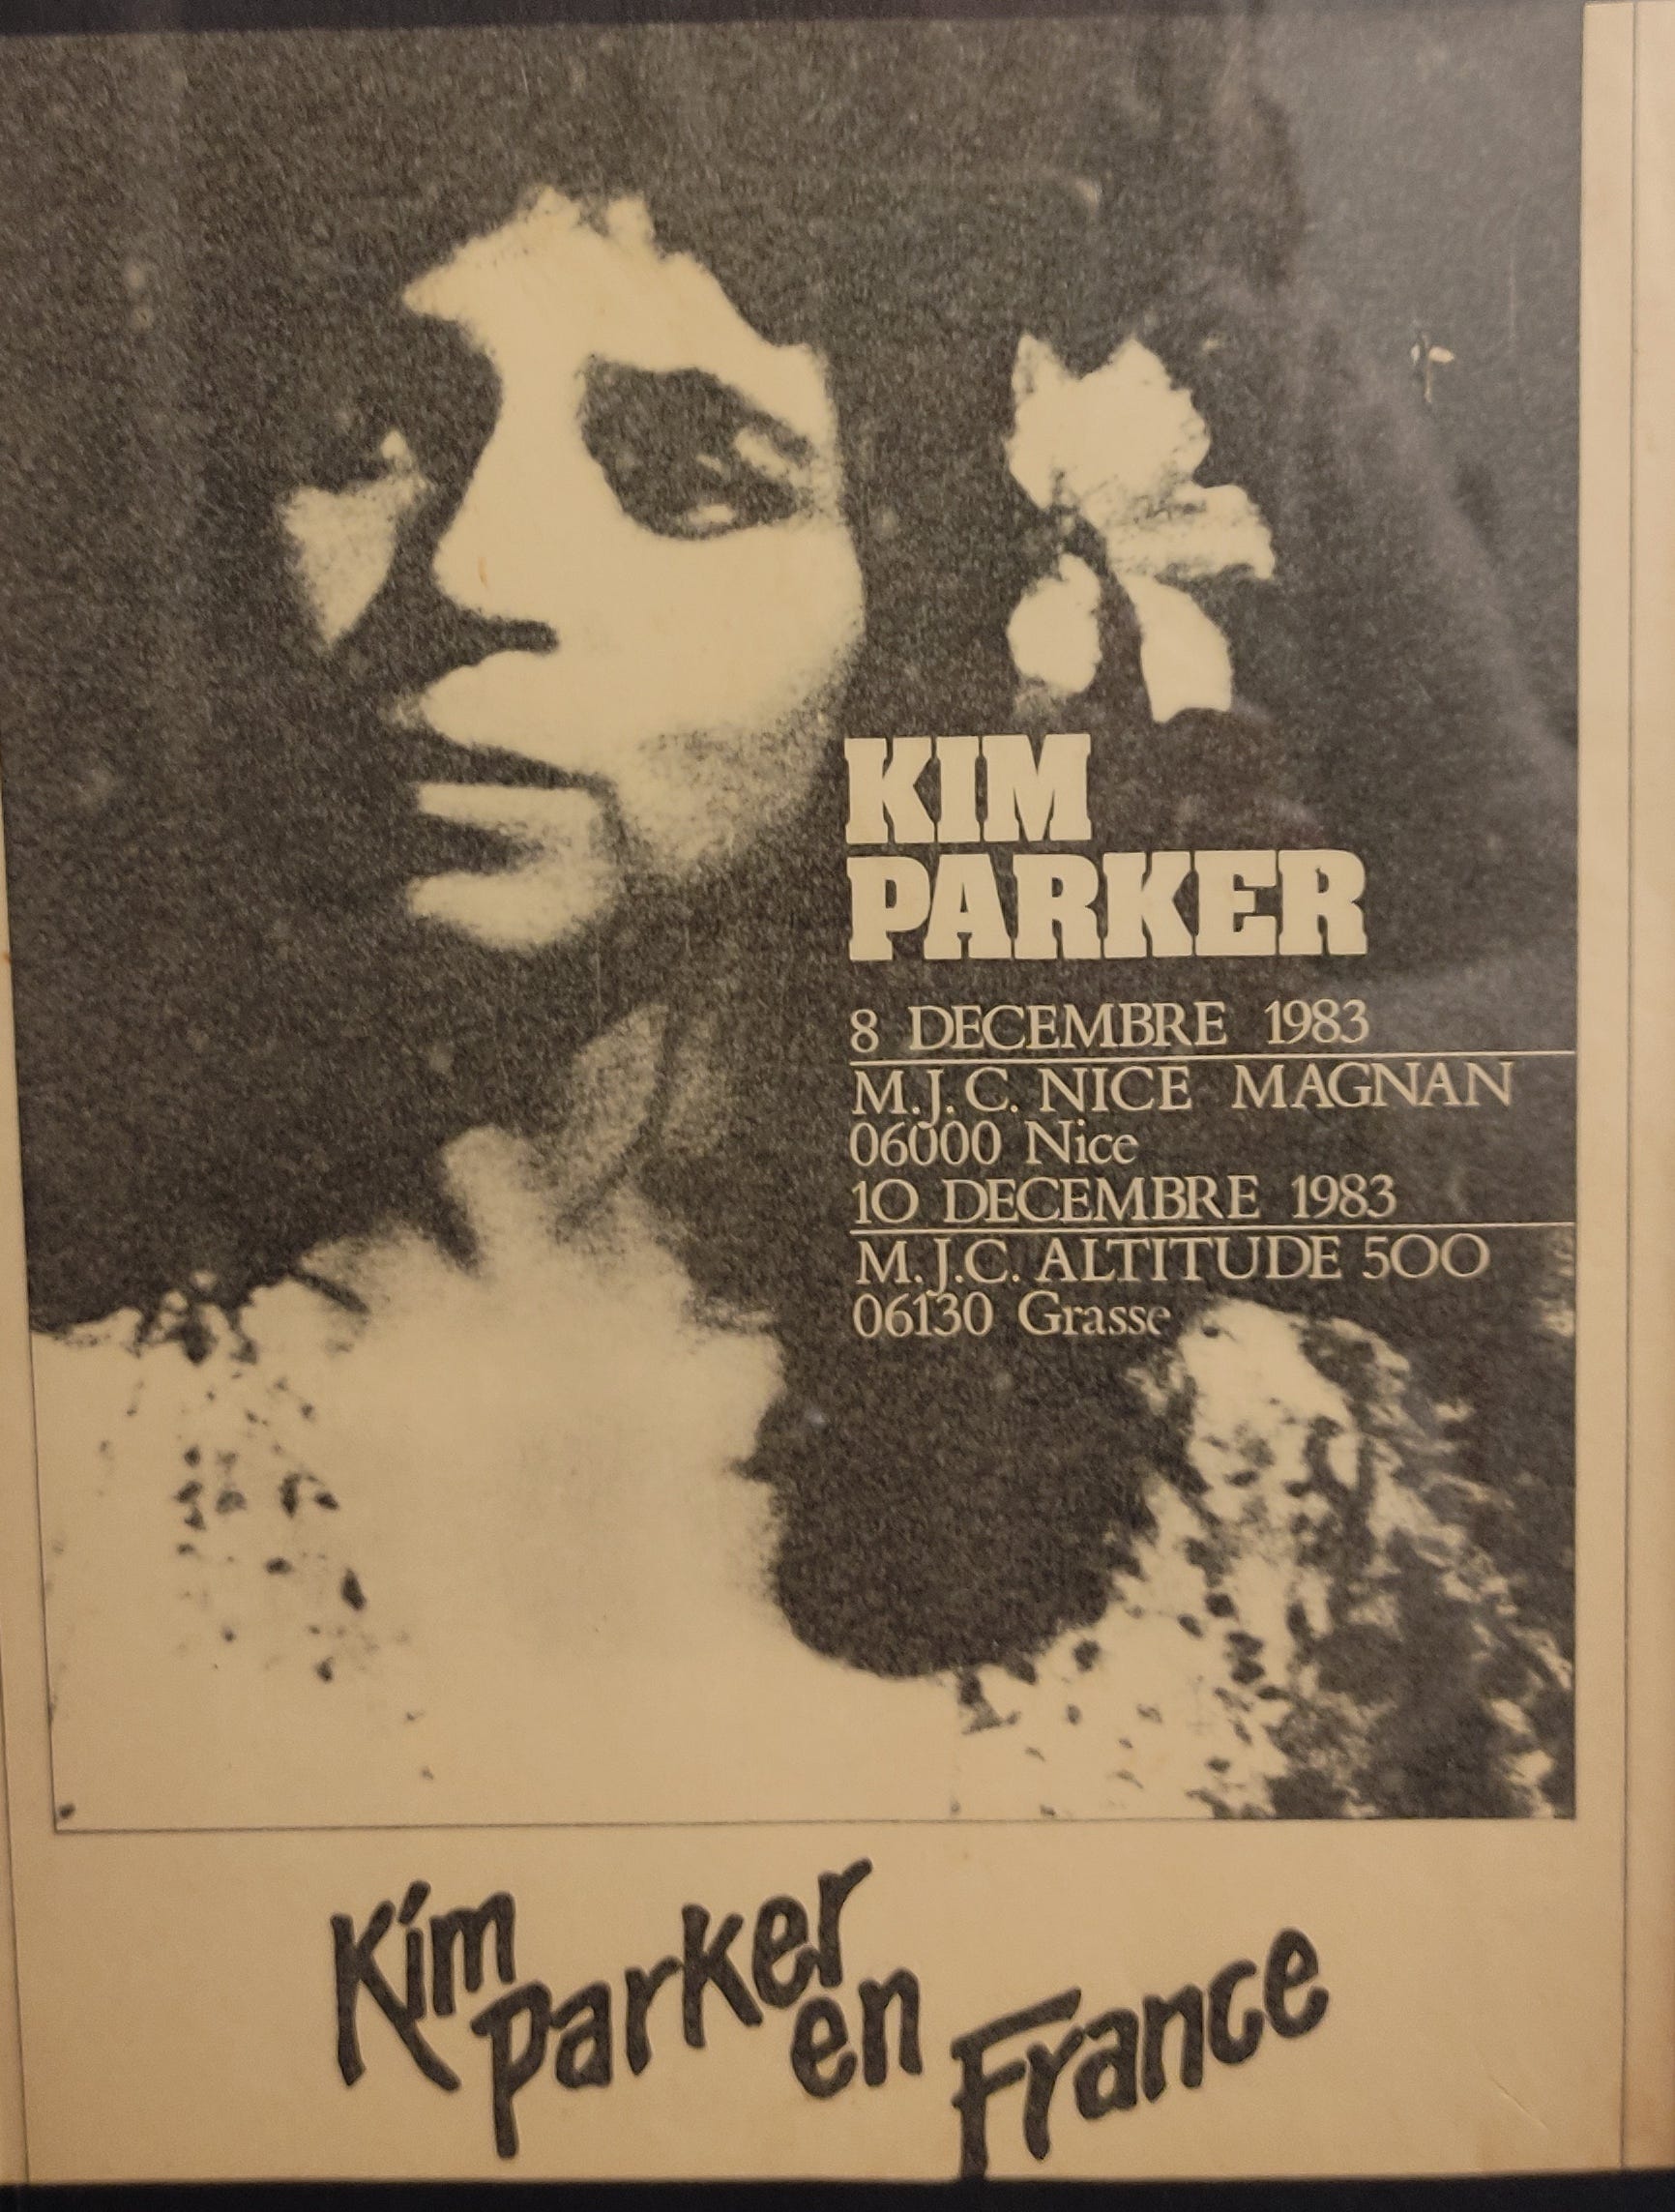 KIM
PARKER
8 DECEMBRE 1983
M.J.C. NICE MAGNAN
06000 Nice
10 DECEMBRE 1983
M.J.C. ALTITUDE 500
06130 Grasse
Kim
parker
en
France